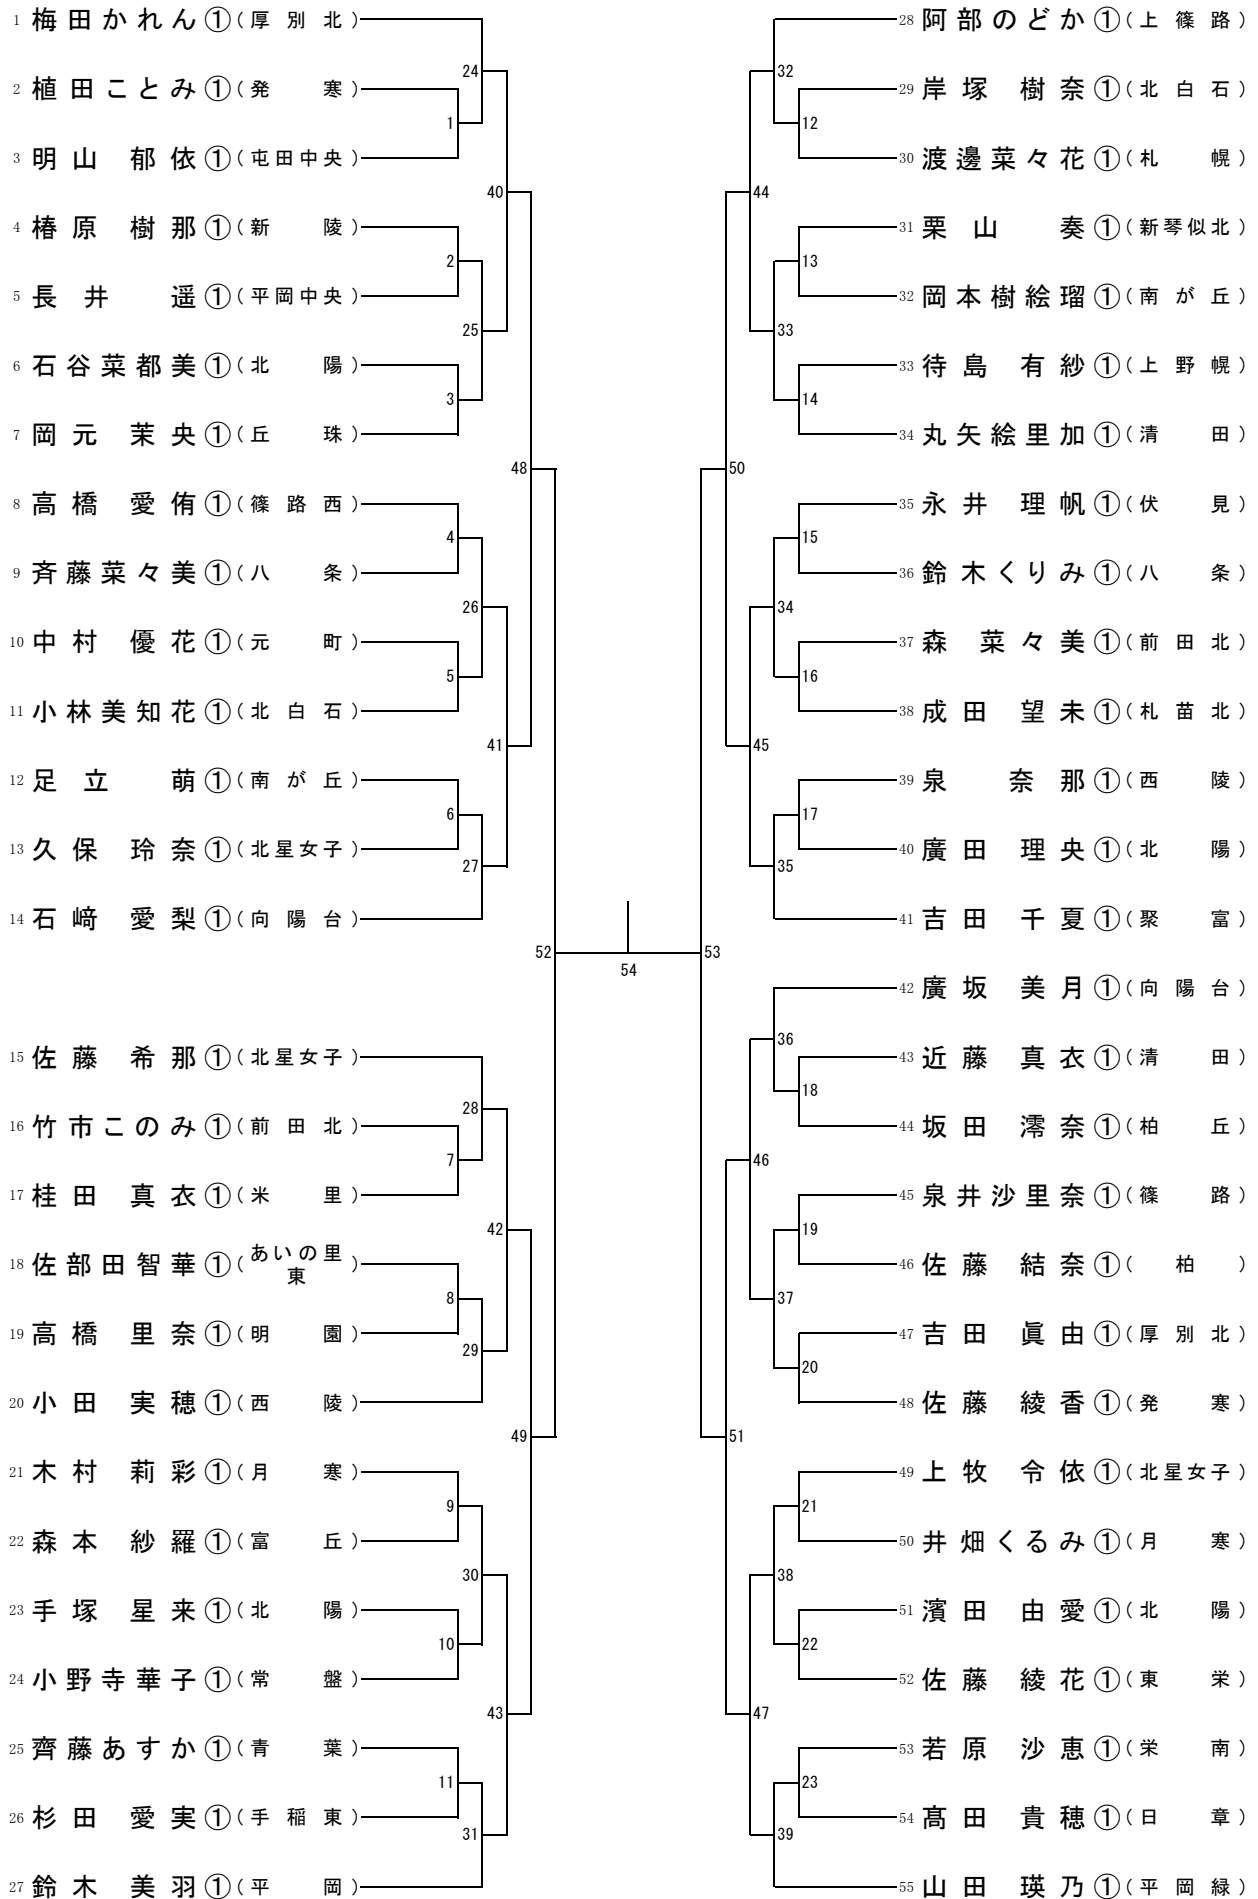 1 梅田かれん ① (厚別北)
2 植田ことみ ① (発寒)
3 明山 郁依 ① (屯田中央)
4 椿原 樹那 ① (新陵)
5 長井 遥 ① (平岡中央)
6 石谷菜都美 ① (北陽)
7 岡元 茉央 ① (丘珠)
8 高橋 愛侑 ① (篠路西)
9 斉藤菜々美 ① (八条)
10 中村 優花 ① (元町)
11 小林美知花 ① (北白石)
12 足立 萌 ① (南が丘)
13 久保 玲奈 ① (北星女子)
14 石﨑 愛梨 ① (向陽台)
15 佐藤 希那 ① (北星女子)
16 竹市このみ ① (前田北)
17 桂田 真衣 ① (米里)
18 佐部田智華 ① (あいの里東)
19 高橋 里奈 ① (明園)
20 小田 実穂 ① (西陵)
21 木村 莉彩 ① (月寒)
22 森本 紗羅 ① (富丘)
23 手塚 星来 ① (北陽)
24 小野寺華子 ① (常盤)
25 齊藤あすか ① (青葉)
26 杉田 愛実 ① (手稲東)
27 鈴木 美羽 ① (平岡)
1
2
3
4
5
6
7
8
9
10
11
24
25
26
27
28
29
30
31
40
41
42
43
48
49
52
54
53
50
51
44
45
46
47
32
33
34
35
36
37
38
39
12
13
14
15
16
17
18
19
20
21
22
23
28 阿部のどか ① (上篠路)
29 岸塚 樹奈 ① (北白石)
30 渡邊菜々花 ① (札幌)
31 栗山 奏 ① (新琴似北)
32 岡本樹絵瑠 ① (南が丘)
33 待島 有紗 ① (上野幌)
34 丸矢絵里加 ① (清田)
35 永井 理帆 ① (伏見)
36 鈴木くりみ ① (八条)
37 森 菜々美 ① (前田北)
38 成田 望未 ① (札苗北)
39 泉 奈那 ① (西陵)
40 廣田 理央 ① (北陽)
41 吉田 千夏 ① (聚富)
42 廣坂 美月 ① (向陽台)
43 近藤 真衣 ① (清田)
44 坂田 澪奈 ① (柏丘)
45 泉井沙里奈 ① (篠路)
46 佐藤 結奈 ① (柏)
47 吉田 眞由 ① (厚別北)
48 佐藤 綾香 ① (発寒)
49 上牧 令依 ① (北星女子)
50 井畑くるみ ① (月寒)
51 濱田 由愛 ① (北陽)
52 佐藤 綾花 ① (東栄)
53 若原 沙恵 ① (栄南)
54 髙田 貴穂 ① (日章)
55 山田 瑛乃 ① (平岡緑)